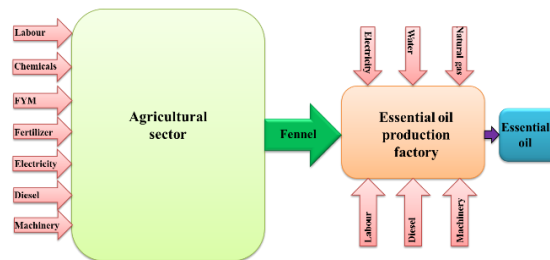 Labour
Chemicals
FYM
Fertilizer
Electricity
Diesel
Machinery
Agricultural
sector
Fennel
Electricity
Water
Natural gas
Essential oil
production
factory
Labour
Diesel
Machinery
Essential
oil